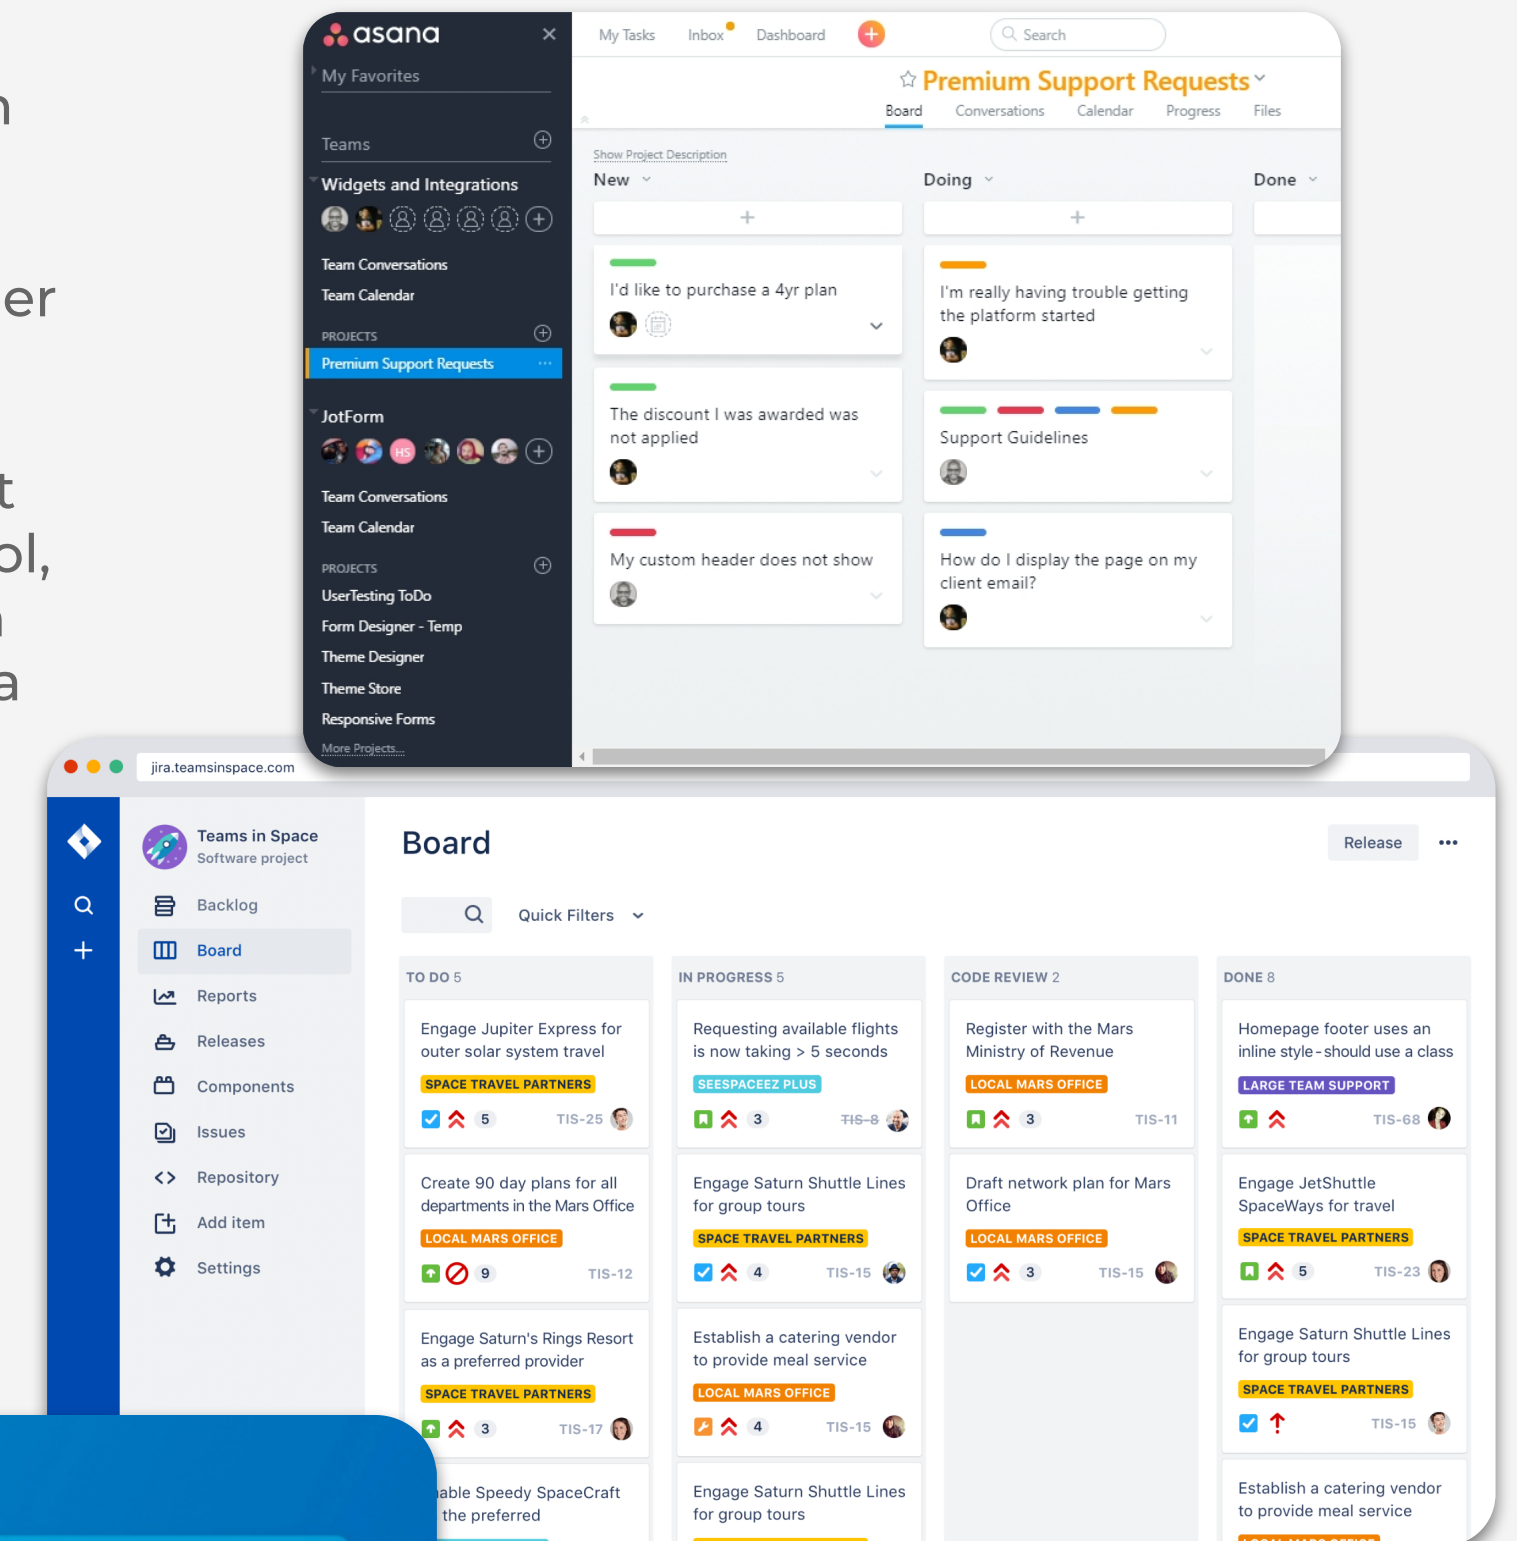 er
t
ol,
a
asana
My Favorites
Teams
Widgets and Integrations
Team Conversations
Team Calendar
PROJECTS
Premium Support Requests
JotForm
HS
Team Conversations
Team Calendar
PROJECTS
UserTesting ToDo
Form Designer - Temp
Theme Designer
Theme Store
Responsive Forms
More Projects...
My Tasks Inbox Dashboard Search
Premium Support Requests
Board Conversations Calendar Progress Files
Show Project Description
New
I'd like to purchase a 4yr plan
The discount I was awarded was
not applied
My custom header does not show
Doing
I'm really having trouble getting
the platform started
Support Guidelines
How do I display the page on my
client email?
Done
jira.teamsinspace.com
Teams in Space
Software project
Backlog
Board
Reports
Releases
Components
Issues
Repository
Add item
Settings
Board
Release
Quick Filters
TO DO 5
Engage Jupiter Express for
outer solar system travel
SPACE TRAVEL PARTNERS
5 TIS-25
Create 90 day plans for all
departments in the Mars Office
LOCAL MARS OFFICE
9 TIS-12
Engage Saturn's Rings Resort
as a preferred provider
SPACE TRAVEL PARTNERS
3 TIS-17
able Speedy SpaceCraft
the preferred
IN PROGRESS 5
Requesting available flights
is now taking > 5 seconds
SEESPACEEZ PLUS
3 TIS-8
Engage Saturn Shuttle Lines
for group tours
SPACE TRAVEL PARTNERS
4 TIS-15
Establish a catering vendor
to provide meal service
LOCAL MARS OFFICE
4 TIS-15
Engage Saturn Shuttle Lines
for group tours
CODE REVIEW 2
Register with the Mars
Ministry of Revenue
LOCAL MARS OFFICE
3 TIS-11
Draft network plan for Mars
Office
LOCAL MARS OFFICE
3 TIS-15
DONE 8
Homepage footer uses an
inline style - should use a class
LARGE TEAM SUPPORT
TIS-68
Engage JetShuttle
SpaceWays for travel
SPACE TRAVEL PARTNERS
5 TIS-23
Engage Saturn Shuttle Lines
for group tours
SPACE TRAVEL PARTNERS
TIS-15
Establish a catering vendor
to provide meal service